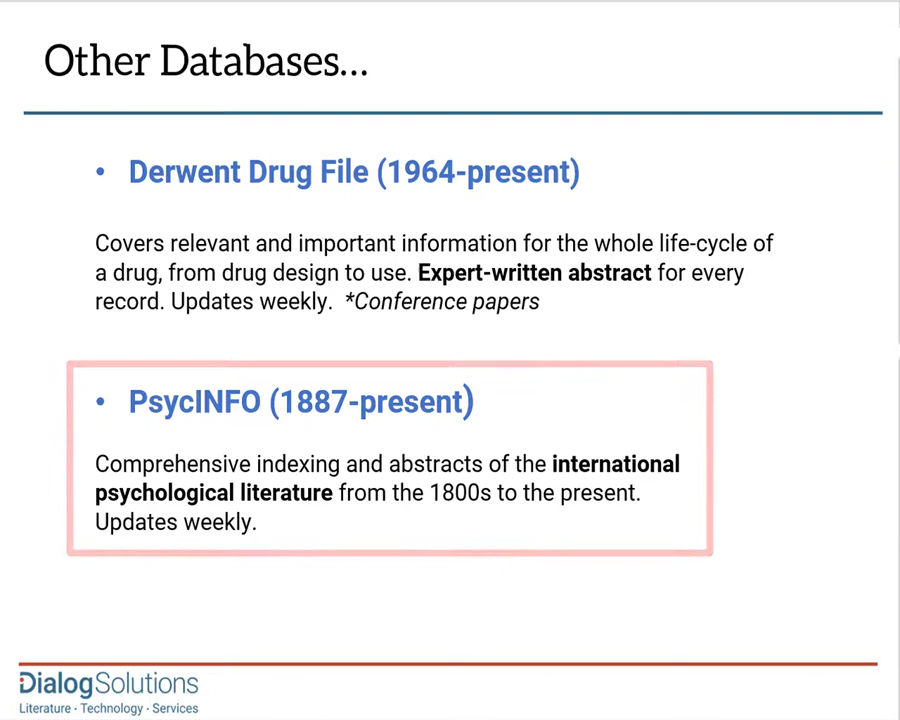 Other Databases...
• Derwent Drug File (1964-present)
Covers relevant and important information for the whole life-cycle of
a drug, from drug design to use. Expert-written abstract for every
record. Updates weekly. *Conference papers
• PsycINFO (1887-present)
Comprehensive indexing and abstracts of the international
psychological literature from the 1800s to the present.
Updates weekly.
DialogSolutions
Literature · Technology · Services